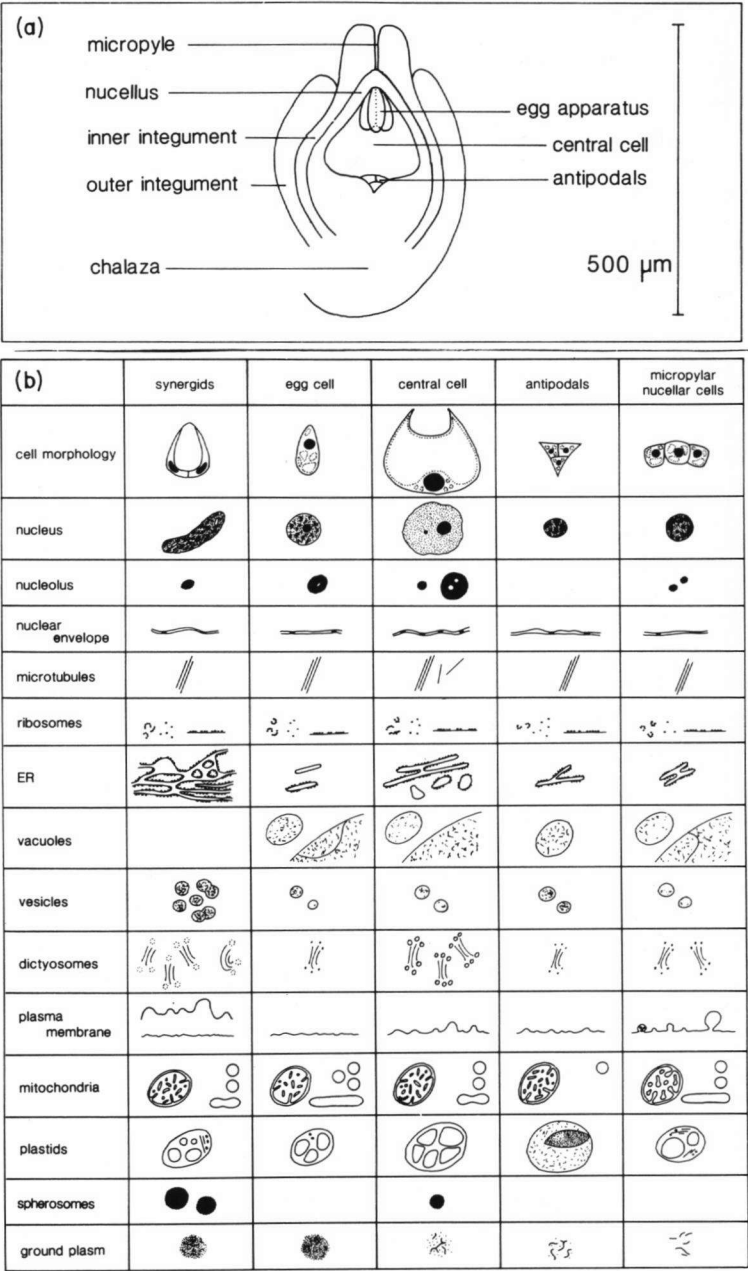 (a)
micropyle
nucellus
inner integument
outer integument
chalaza
egg apparatus
central cell
antipodals
500 μm
(b)
synergids
egg cell
central cell
antipodals
micropylar
nucellar cells
cell morphology
nucleus
nucleolus
nuclear
envelope
microtubules
ribosomes
ER
vacuoles
vesicles
dictyosomes
plasma
membrane
mitochondria
plastids
spherosomes
ground plasm